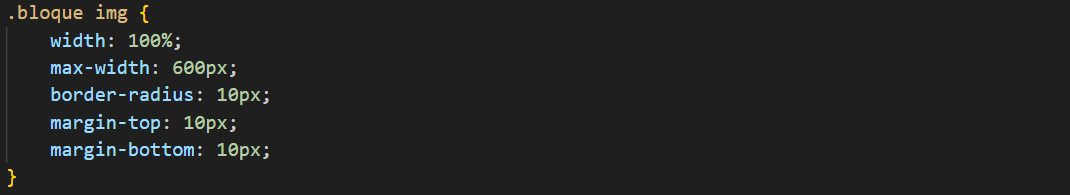 .bloque img {
    width: 100%;
    max-width: 600px;
    border-radius: 10px;
    margin-top: 10px;
    margin-bottom: 10px;
}